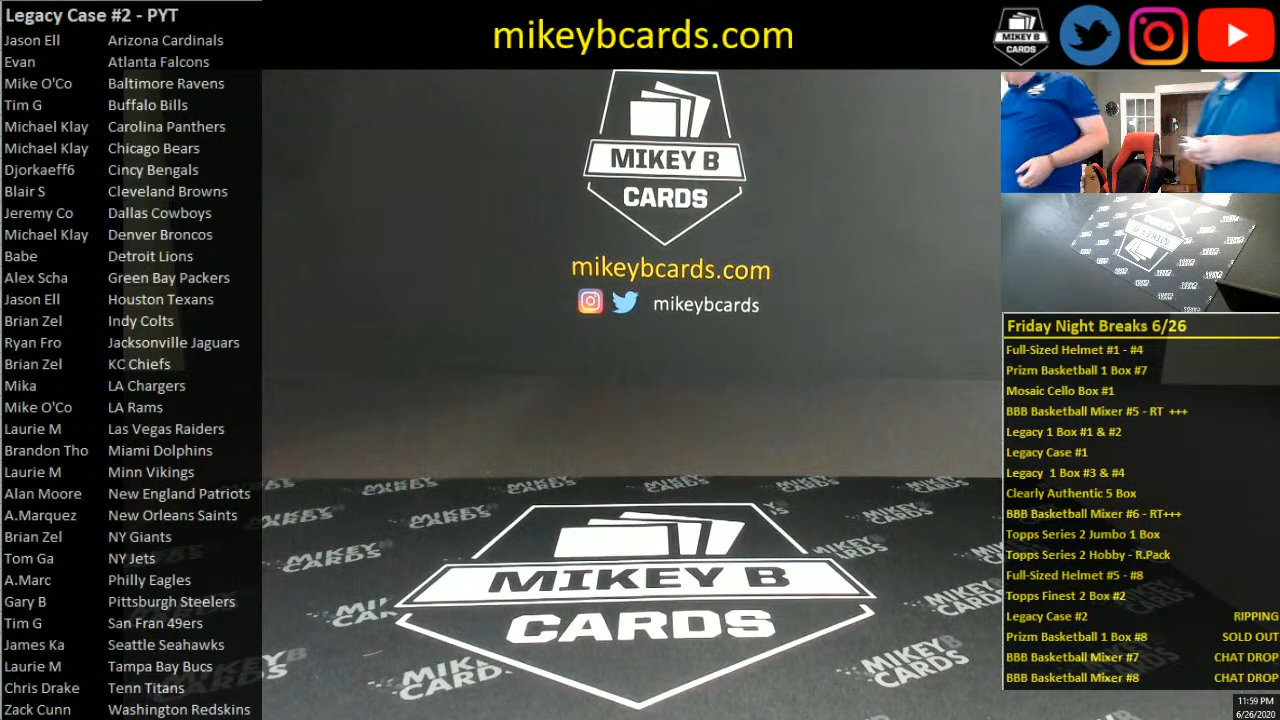 Legacy Case #2 - PYT
Jason Ell Arizona Cardinals
Evan Atlanta Falcons
Mike O'Co Baltimore Ravens
Tim G Buffalo Bills
Michael Klay Carolina Panthers
Michael Klay Chicago Bears
Djorkaeff6 Cincy Bengals
Blair S Cleveland Browns
Jeremy Co Dallas Cowboys
Michael Klay Denver Broncos
Babe Detroit Lions
Alex Scha Green Bay Packers
Jason Ell Houston Texans
Brian Zel Indy Colts
Ryan Fro Jacksonville Jaguars
Brian Zel KC Chiefs
Mika LA Chargers
Mike O'Co LA Rams
Laurie M Las Vegas Raiders
Brandon Tho Miami Dolphins
Laurie M Minn Vikings
Alan Moore New England Patriots
A.Marquez New Orleans Saints
Brian Zel NY Giants
Tom Ga NY Jets
A.Marc Philly Eagles
Gary B Pittsburgh Steelers
Tim G San Fran 49ers
James Ka Seattle Seahawks
Laurie M Tampa Bay Bucs
Chris Drake Tenn Titans
Zack Cunn Washington Redskins
mikeybcards.com
MIKEY B
CARDS
MIKEY B
CARDS
mikeybcards.com
mikeybcards
MIKEY B
CARDS
Friday Night Breaks 6/26
Full-Sized Helmet #1 - #4
Prizm Basketball 1 Box #7
Mosaic Cello Box #1
BBB Basketball Mixer #5 - RT +++
Legacy 1 Box #1 & #2
Legacy Case #1
Legacy 1 Box #3 & #4
Clearly Authentic 5 Box
BBB Basketball Mixer #6 - RT+++
Topps Series 2 Jumbo 1 Box
Topps Series 2 Hobby - R.Pack
Full-Sized Helmet #5 - #8
Topps Finest 2 Box #2
Legacy Case #2 RIPPING
Prizm Basketball 1 Box #8 SOLD OUT
BBB Basketball Mixer #7 CHAT DROP
BBB Basketball Mixer #8 CHAT DROP
11:59 PM
6/26/2020